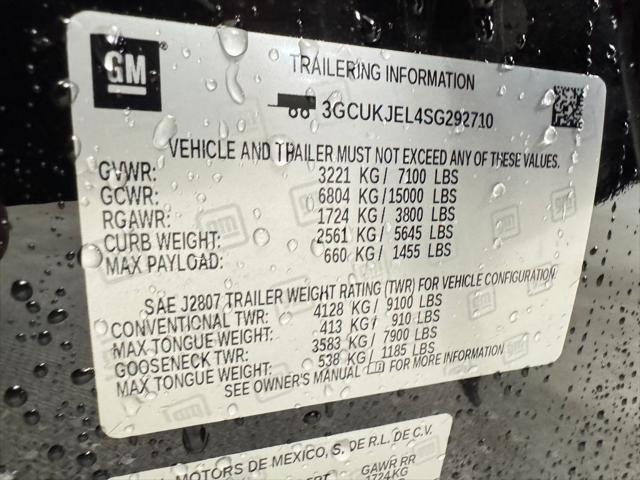 GM
TRAILERING INFORMATION
3GCUKJEL4SG292710
VEHICLE AND TRAILER MUST NOT EXCEED ANY OF THESE VALUES.
GVWR: 3221 KG/ 7100 LBS
GCWR: 6804 KG/15000 LBS
RGAWR: 1724 KG/ 3800 LBS
CURB WEIGHT: 2561 KG/ 5645 LBS
MAX PAYLOAD: 660 KG/ 1455 LBS
SAE J2807 TRAILER WEIGHT RATING (TWR) FOR VEHICLE CONFIGURATION.
CONVENTIONAL TWR: 4128 KG/ 9100 LBS
MAX TONGUE WEIGHT: 413 KG/ 910 LBS
GOOSENECK TWR: 3583 KG/ 7900 LBS
MAX TONGUE WEIGHT: 538 KG/ 1185 LBS
SEE OWNER'S MANUAL FOR MORE INFORMATION
MOTORS DE MEXICO, S. DE R.L. DE C.V.
GAWR RR
1724KG